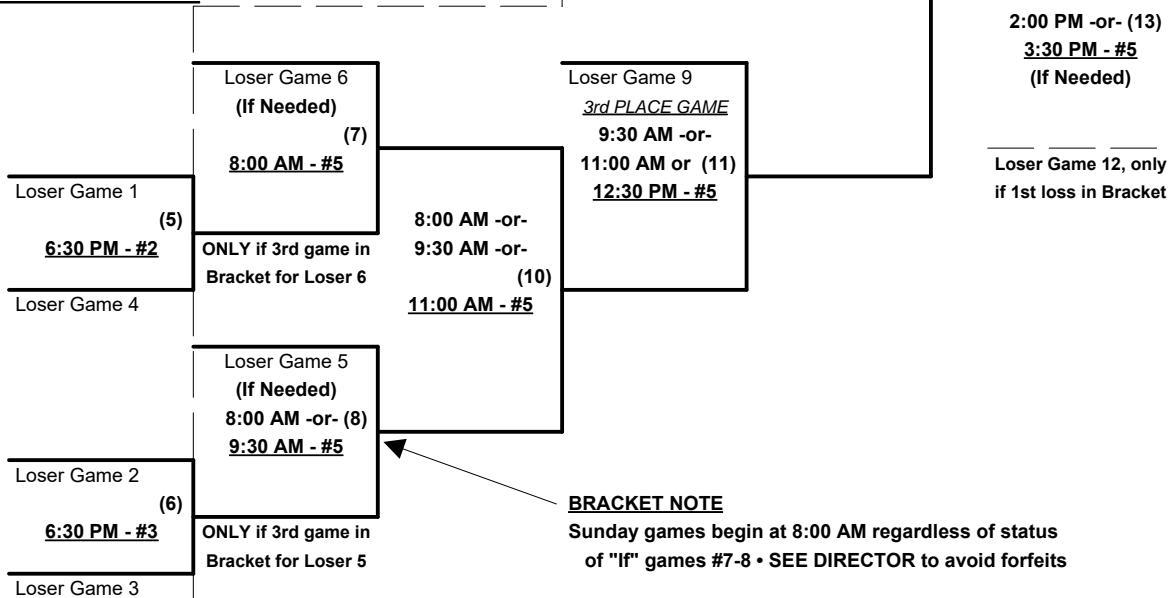 2:00 PM -or- (13)
3:30 PM - #5
(If Needed)
Loser Game 12, only
if 1st loss in Bracket
Loser Game 6
(If Needed)
(7)
8:00 AM - #5
ONLY if 3rd game in
Bracket for Loser 6
Loser Game 9
3rd PLACE GAME
9:30 AM -or-
11:00 AM or (11)
12:30 PM - #5
Loser Game 1
(5)
6:30 PM - #2
Loser Game 4
8:00 AM -or-
9:30 AM -or-
(10)
11:00 AM - #5
Loser Game 5
(If Needed)
8:00 AM -or- (8)
9:30 AM - #5
ONLY if 3rd game in
Bracket for Loser 5
Loser Game 2
(6)
6:30 PM - #3
Loser Game 3
BRACKET NOTE
Sunday games begin at 8:00 AM regardless of status
of "If" games #7-8 • SEE DIRECTOR to avoid forfeits